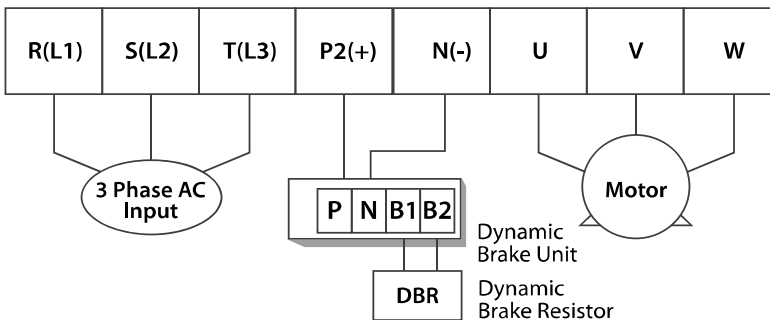 R(L1) S(L2) T(L3) P2(+) N(-) U V W
3 Phase AC
Input
Motor
P N B1 B2
Dynamic
Brake Unit
DBR
Dynamic
Brake Resistor